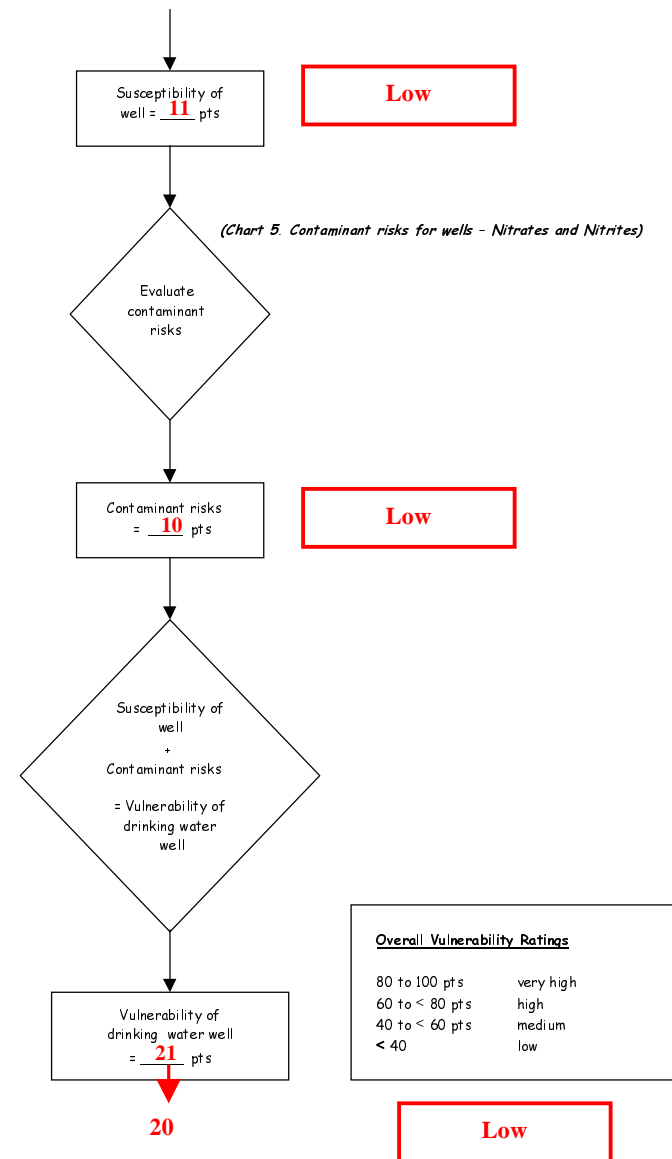 Susceptibility of
well = 11 pts
Low
(Chart 5. Contaminant risks for wells – Nitrates and Nitrites)
Evaluate
contaminant
risks
Contaminant risks
= 10 pts
Low
Susceptibility of
well
+
Contaminant risks
= Vulnerability of
drinking water
well
Overall Vulnerability Ratings
80 to 100 pts very high
60 to < 80 pts high
40 to < 60 pts medium
< 40 low
Vulnerability of
drinking water well
= 21 pts
20
Low